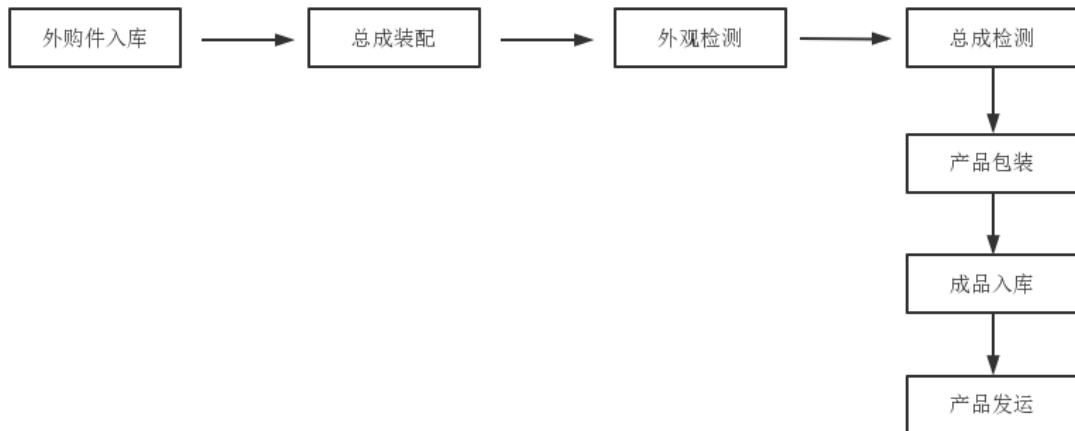 外购件入库
总成装配
外观检测
总成检测
产品包装
成品入库
产品发运